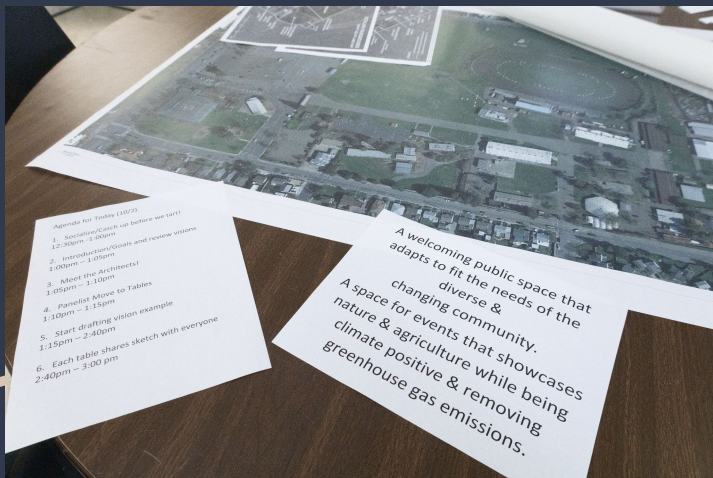 Agenda for Today (10/3)
1. Socialize/Catch up before we tart!
12:30pm -1:00pm
2. Introduction/Goals and review visions
1:00pm – 1:05pm
3. Meet the Architects!
1:05pm – 1:10pm
4. Panelist Move to Tables
1:10pm – 1:15pm
5. Start drafting vision example
1:15pm – 2:40pm
6. Each table shares sketch with everyone
2:40pm – 3:00 pm
A welcoming public space that
adapts to fit the needs of the
diverse &
changing community.
A space for events that showcases
nature & agriculture while being
climate positive & removing
greenhouse gas emissions.